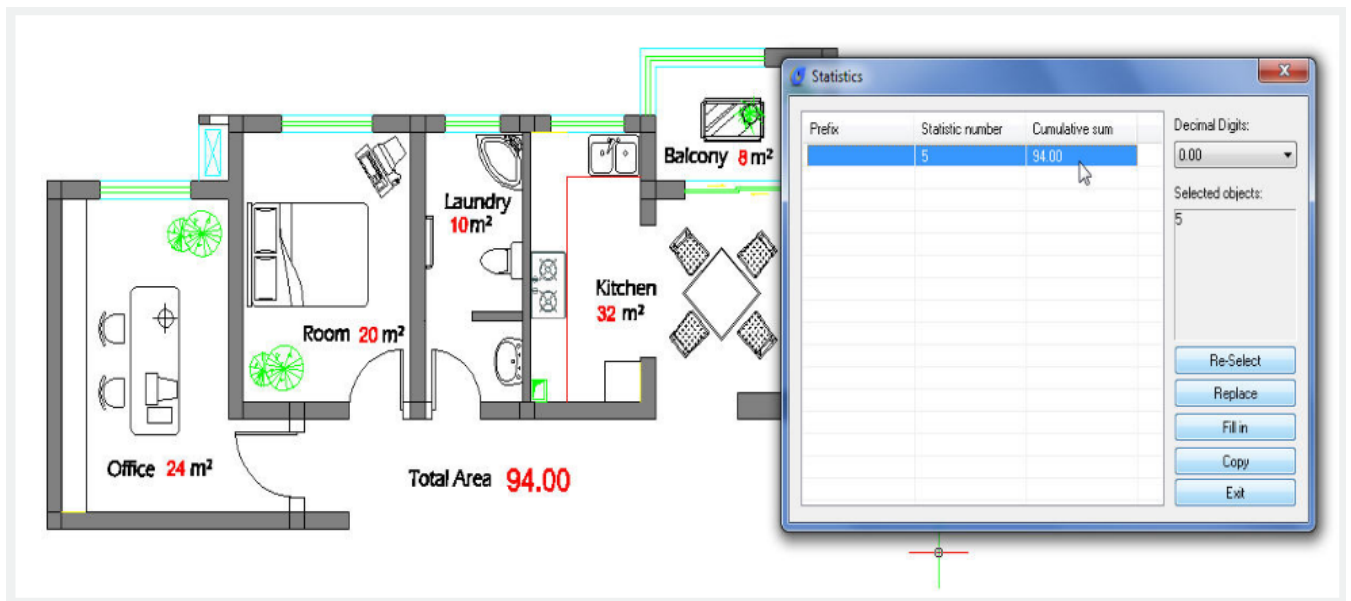 Balcony 8 m²
Laundry
10m²
Kitchen
32 m²
Room 20 m²
Office 24 m²
Total Area 94.00
Statistics
Prefix Statistic number Cumulative sum
5 94.00
Decimal Digits:
0.00
Selected objects:
5
Re-Select
Replace
Fill in
Copy
Exit